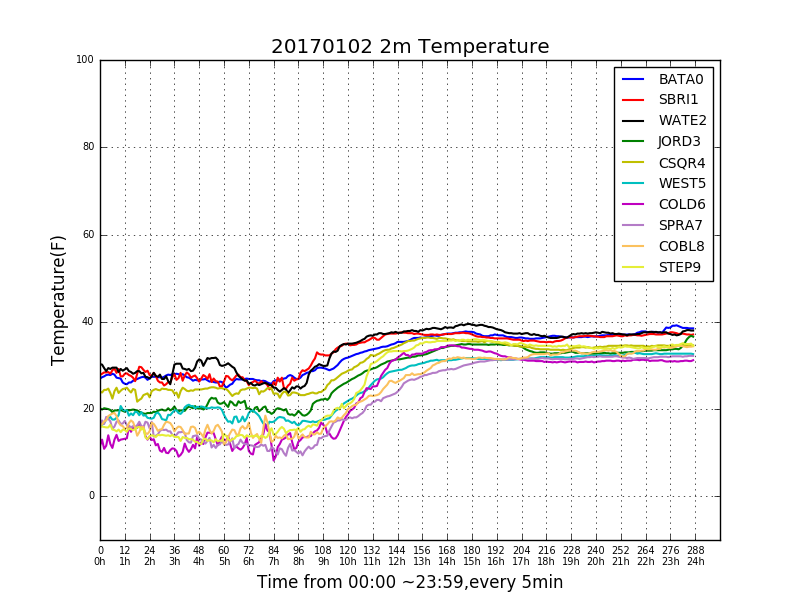 20170102 2m Temperature
100
80
60
40
20
0
Temperature(F)
BATA0
SBRI1
WATE2
JORD3
CSQR4
WEST5
COLD6
SPRA7
COBL8
STEP9
0 12 24 36 48 60 72 84 96 108 120 132 144 156 168 180 192 204 216 228 240 252 264 276 288
0h 1h 2h 3h 4h 5h 6h 7h 8h 9h 10h 11h 12h 13h 14h 15h 16h 17h 18h 19h 20h 21h 22h 23h 24h
Time from 00:00 ~23:59,every 5min